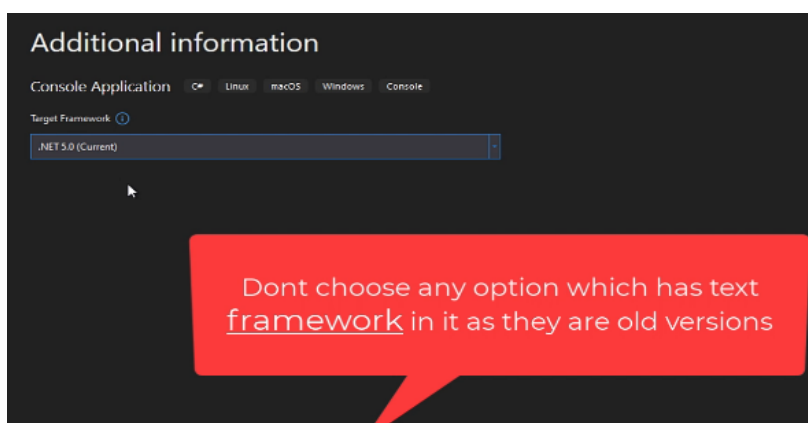 Additional information
Console Application C# Linux macOS Windows Console
Target Framework
.NET 5.0 (Current)
Dont choose any option which has text
framework in it as they are old versions